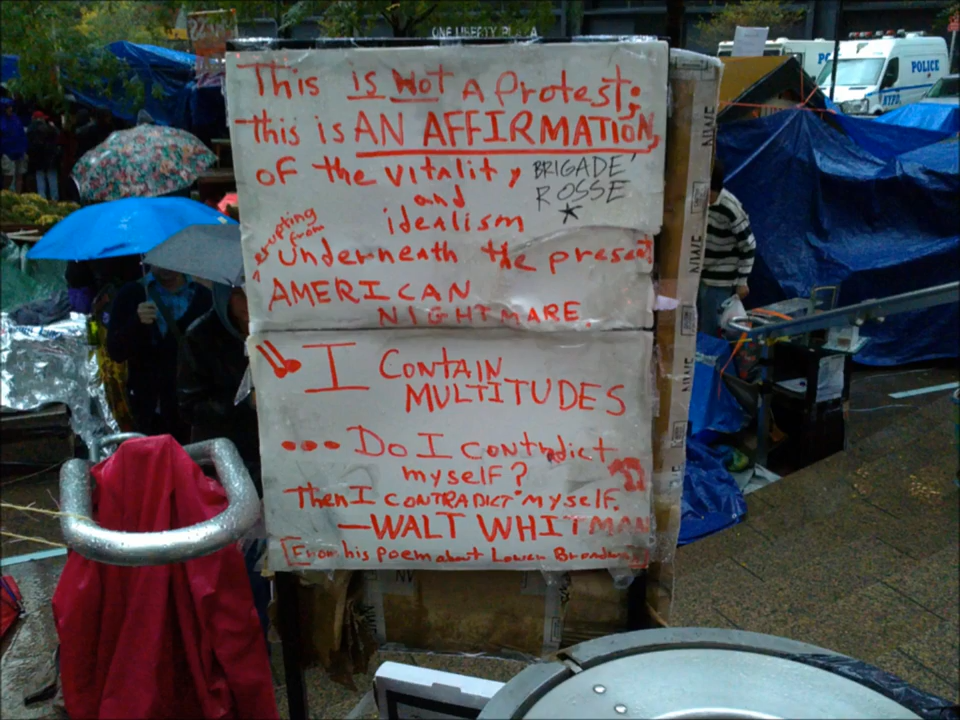 ONE LIBERTY PLAZA
POLICE
POLICE
NYPD
This is Not A Protest;
this is AN AFFIRMATION,
OF the vitality
BRIGADE
ROSSE
and
idealism
erupting
from
underneath the present
AMERICAN
NIGHTMARE.
" I CONTAIN
MULTITUDES
... Do I contradict
myself?
Then I CONTRADICT myself."
—WALT WHITMAN
[From his poem about Lower Broadway